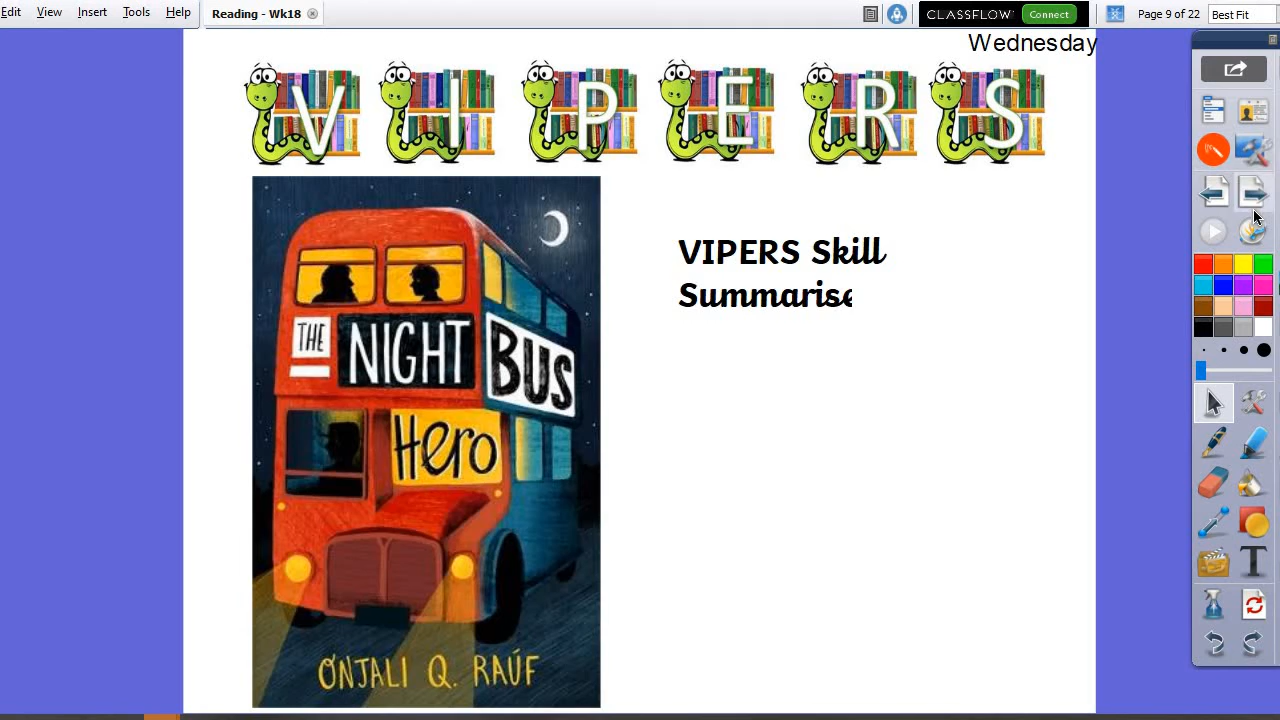 Edit View Insert Tools Help
Reading - Wk18
CLASSFLOW Connect
Page 9 of 22
Best Fit
Wednesday
V I P E R S
VIPERS Skill
Summarise
THE NIGHT BUS
Hero
ONJALI Q. RAÚF
T